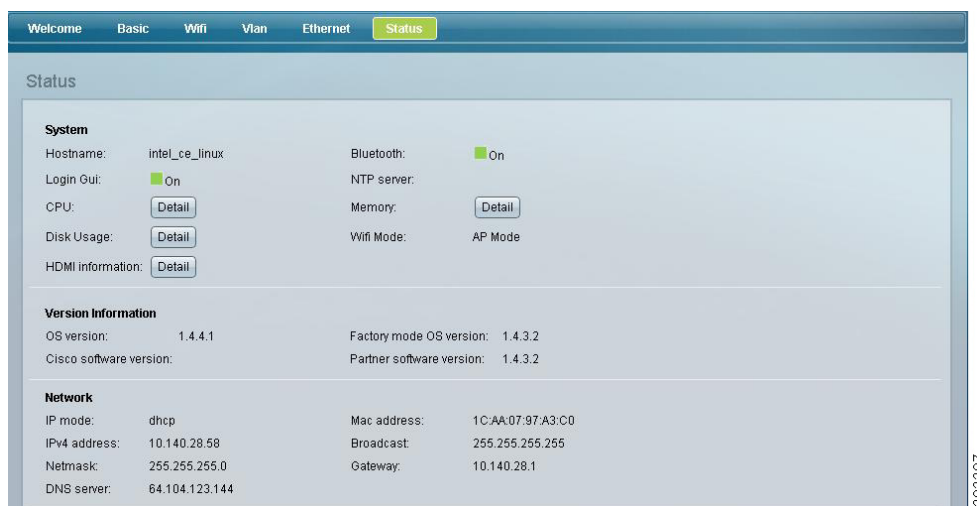 Welcome Basic Wifi Vlan Ethernet Status
Status
System
Hostname: intel_ce_linux Bluetooth: On
Login Gui: On NTP server:
CPU: Detail Memory: Detail
Disk Usage: Detail Wifi Mode: AP Mode
HDMI information: Detail
Version Information
OS version: 1.4.4.1 Factory mode OS version: 1.4.3.2
Cisco software version: Partner software version: 1.4.3.2
Network
IP mode: dhcp Mac address: 1C:AA:07:97:A3:C0
IPv4 address: 10.140.28.58 Broadcast: 255.255.255.255
Netmask: 255.255.255.0 Gateway: 10.140.28.1
DNS server: 64.104.123.144